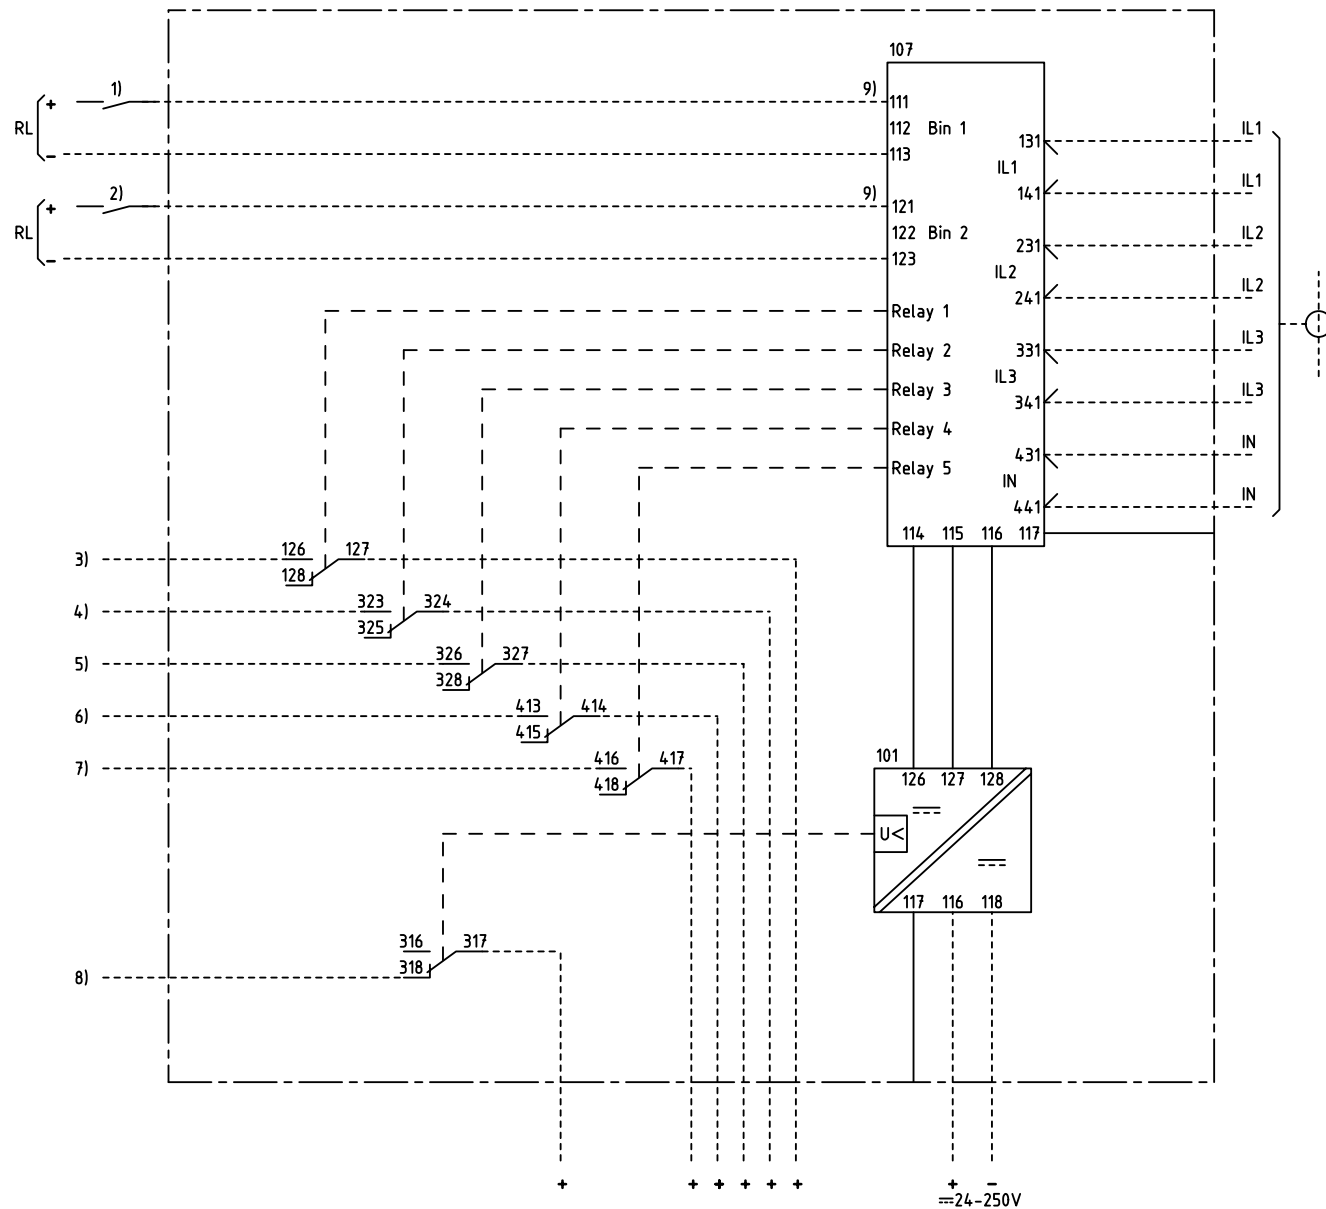 107
1)
+ 9) 111
RL 112 Bin 1 IL1
- 113 131
IL1
2) IL1
+ 9) 121 141
RL 122 Bin 2 IL2
- 123 231
IL2
241 IL2
Relay 1
IL3
Relay 2 331
IL3
Relay 3 341 IL3
Relay 4
431 IN
Relay 5
IN
441 IN
114 115 116 117
3) 126 127
128
4) 323 324
325
5) 326 327
328
6) 413 414
415
7) 416 417
418
101
126 127 128
U<
117 116 118
316 317
8) 318
+ + + + + + + -
24-250V